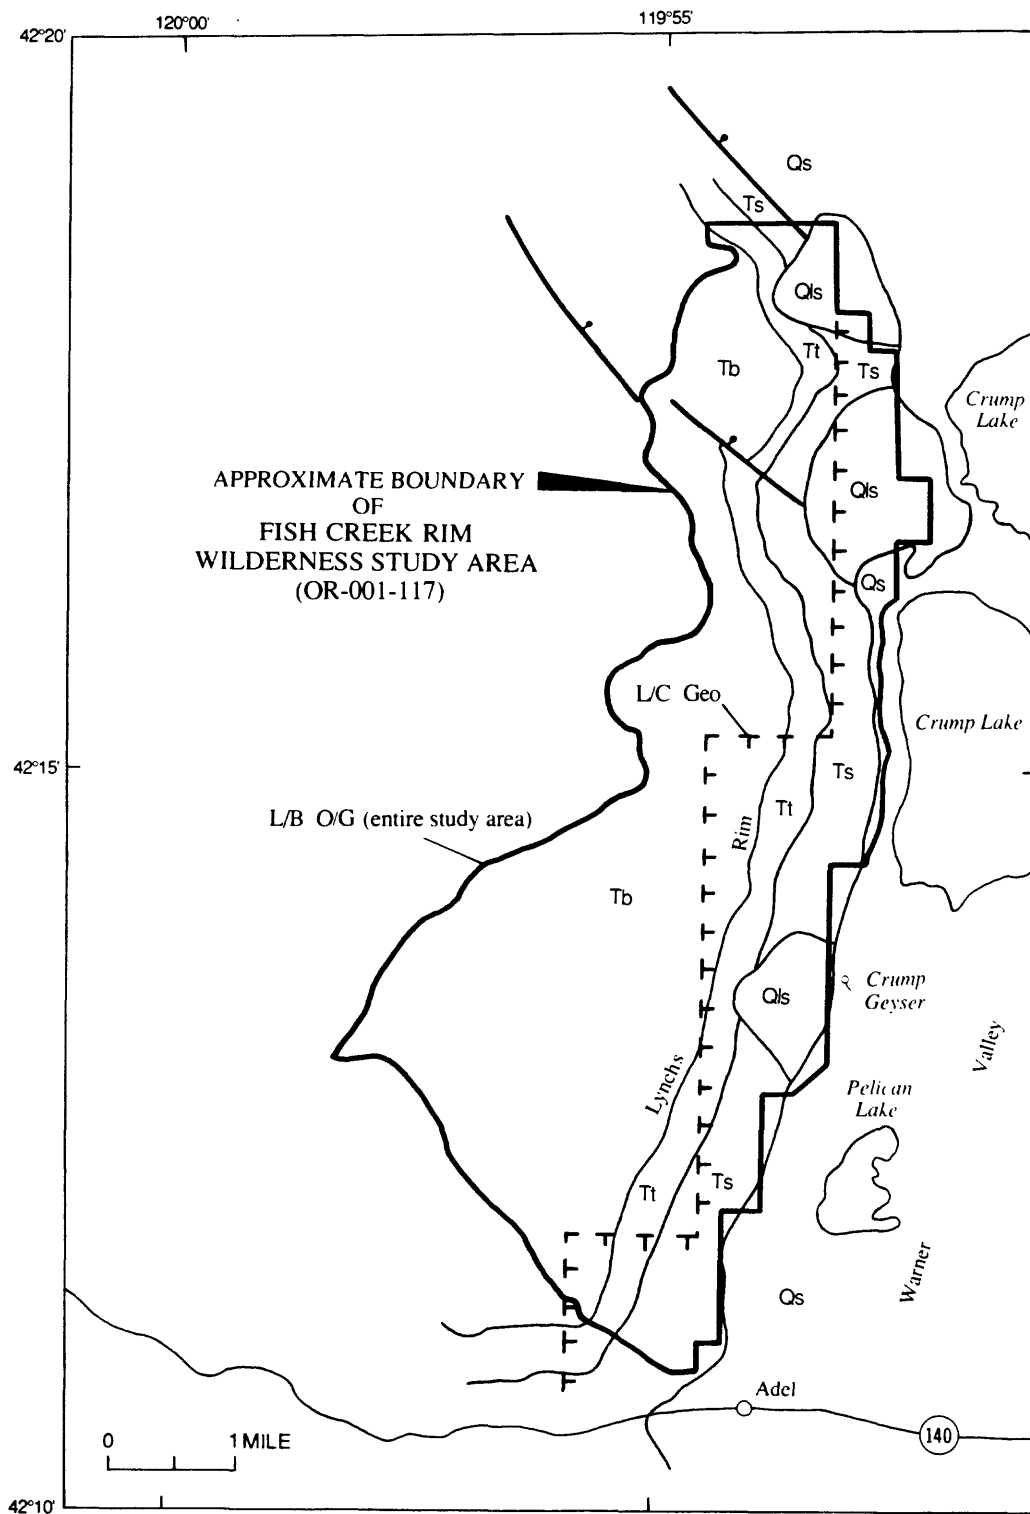 120°00'
119°55'
42°20'
Qs
Ts
Qls
Tt
Tb
Ts
Crump
Lake
APPROXIMATE BOUNDARY
OF
FISH CREEK RIM
WILDERNESS STUDY AREA
(OR-001-117)
Qls
Qs
L/C Geo
Crump Lake
42°15'
Ts
Tt
L/B O/G (entire study area)
Rim
Tb
Qls
Crump
Geyser
Valley
Lynchs
Pelican
Lake
Tt
Ts
Warner
Qs
Adel
140
0 1 MILE
42°10'